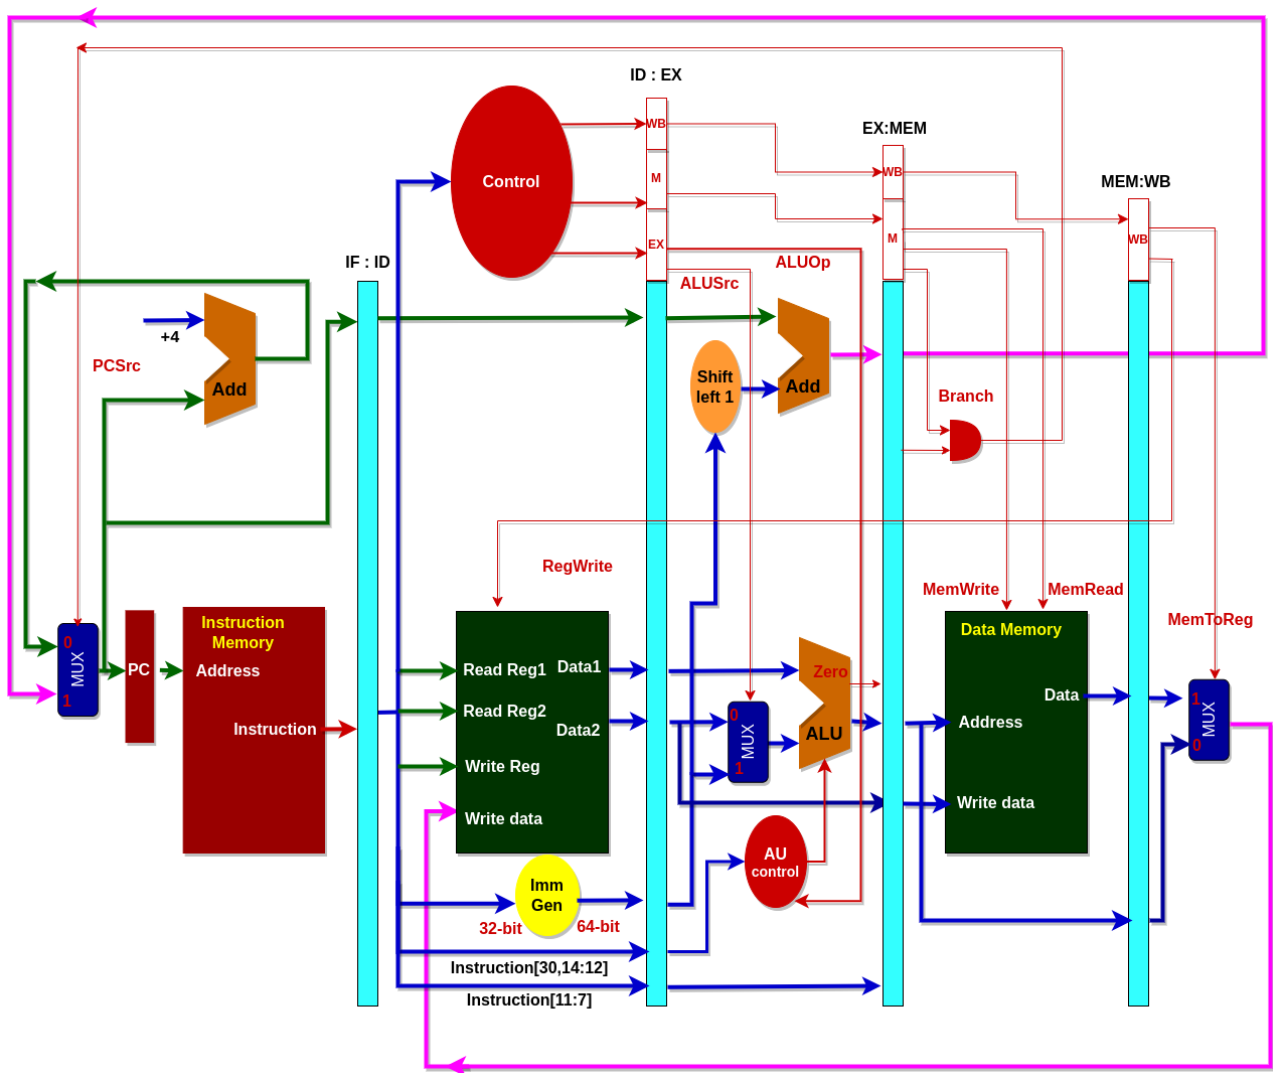 ID : EX
EX:MEM
MEM:WB
IF : ID
Control
WB
M
EX
WB
M
WB
ALUOp
ALUSrc
+4
PCSrc
Add
Shift
left 1
Add
Branch
RegWrite
MemWrite
MemRead
MemToReg
0
MUX
1
PC
Instruction
Memory
Address
Instruction
Read Reg1
Data1
Read Reg2
Data2
Write Reg
Write data
0
MUX
1
Zero
ALU
Data Memory
Data
Address
Write data
1
MUX
0
AU
control
Imm
Gen
32-bit
64-bit
Instruction[30,14:12]
Instruction[11:7]